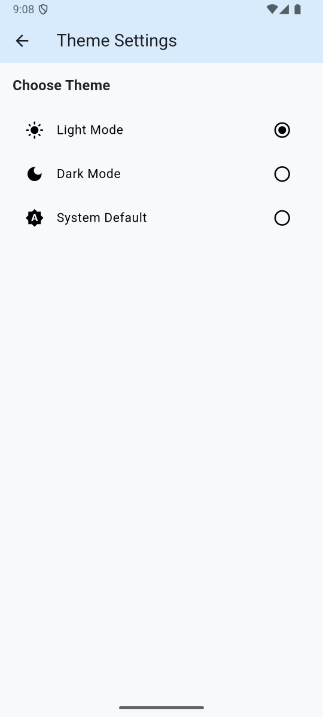 9:08
Theme Settings
Choose Theme
Light Mode
Dark Mode
A
System Default